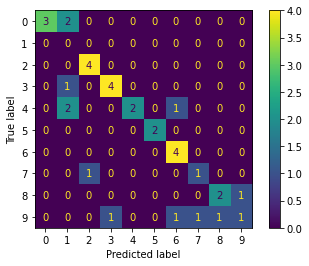 0 3 2 0 0 0 0 0 0 0 0
1 0 0 0 0 0 0 0 0 0 0
2 0 0 4 0 0 0 0 0 0 0
3 0 1 0 4 0 0 0 0 0 0
4 0 2 0 0 2 0 1 0 0 0
5 0 0 0 0 0 2 0 0 0 0
6 0 0 0 0 0 0 4 0 0 0
7 0 0 1 0 0 0 0 1 0 0
8 0 0 0 0 0 0 0 0 2 1
9 0 0 0 1 0 0 1 1 1 1
0 1 2 3 4 5 6 7 8 9
Predicted label
True label
4.0
3.5
3.0
2.5
2.0
1.5
1.0
0.5
0.0